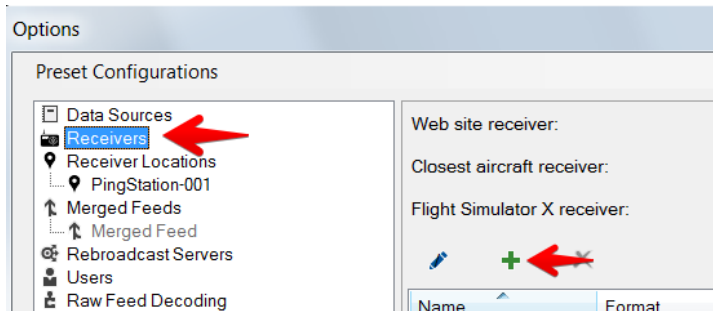 Options
Preset Configurations
Data Sources
Receivers
Receiver Locations
PingStation-001
Merged Feeds
Merged Feed
Rebroadcast Servers
Users
Raw Feed Decoding
Web site receiver:
Closest aircraft receiver:
Flight Simulator X receiver:
Name Format